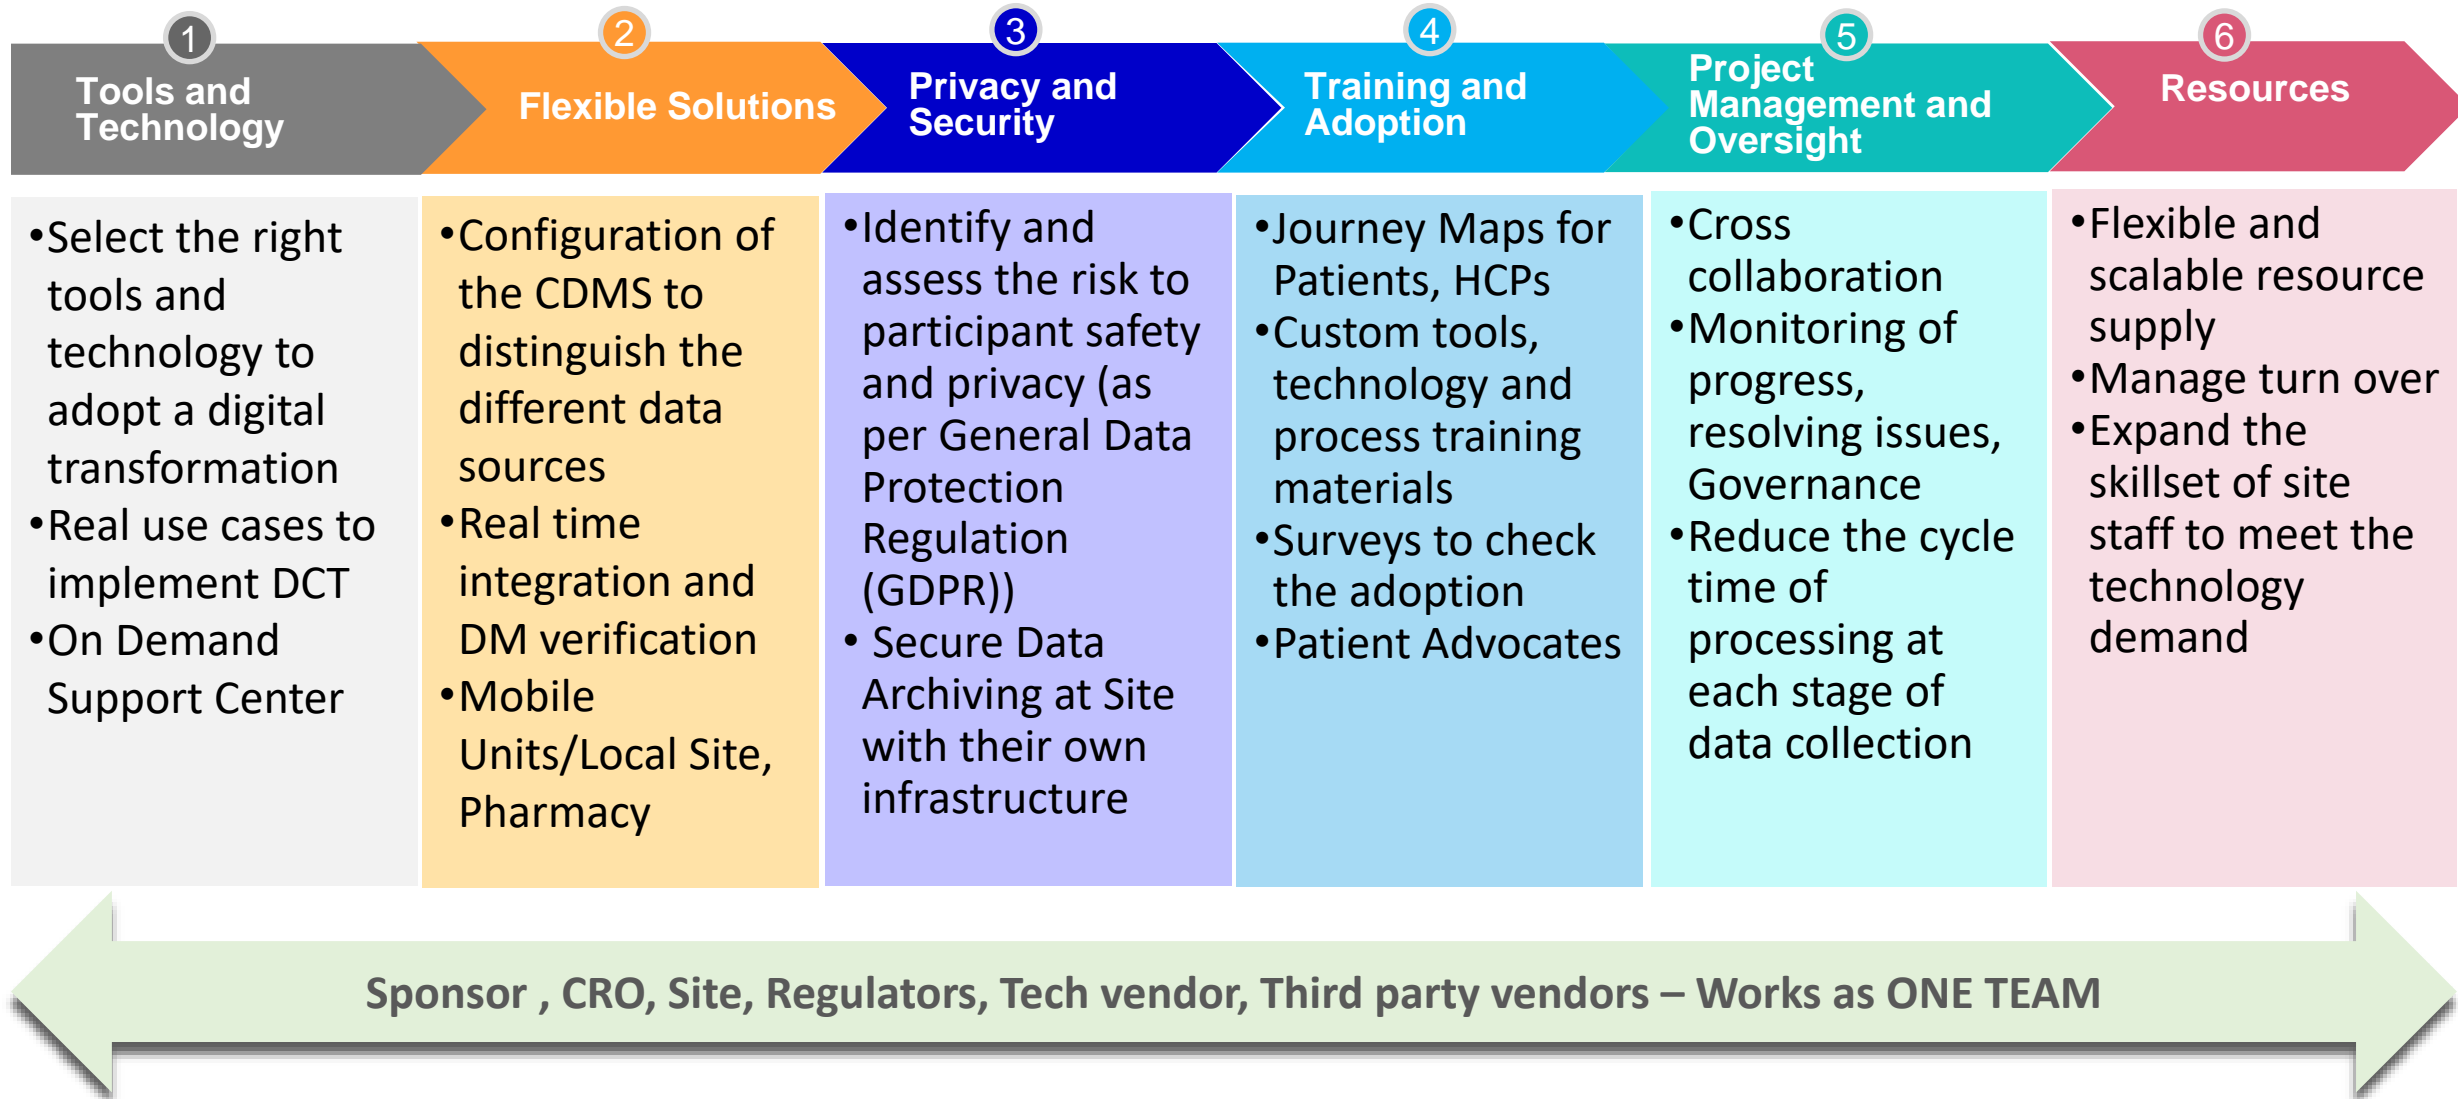 1
Tools and
Technology
2
Flexible Solutions
3
Privacy and
Security
4
Training and
Adoption
5
Project
Management and
Oversight
6
Resources
•Select the right
tools and
technology to
adopt a digital
transformation
•Real use cases to
implement DCT
•On Demand
Support Center
•Configuration of
the CDMS to
distinguish the
different data
sources
•Real time
integration and
DM verification
•Mobile
Units/Local Site,
Pharmacy
•Identify and
assess the risk to
participant safety
and privacy (as
per General Data
Protection
Regulation
(GDPR))
• Secure Data
Archiving at Site
with their own
infrastructure
•Journey Maps for
Patients, HCPs
•Custom tools,
technology and
process training
materials
•Surveys to check
the adoption
•Patient Advocates
•Cross
collaboration
•Monitoring of
progress,
resolving issues,
Governance
•Reduce the cycle
time of
processing at
each stage of
data collection
•Flexible and
scalable resource
supply
•Manage turn over
•Expand the
skillset of site
staff to meet the
technology
demand
Sponsor , CRO, Site, Regulators, Tech vendor, Third party vendors – Works as ONE TEAM